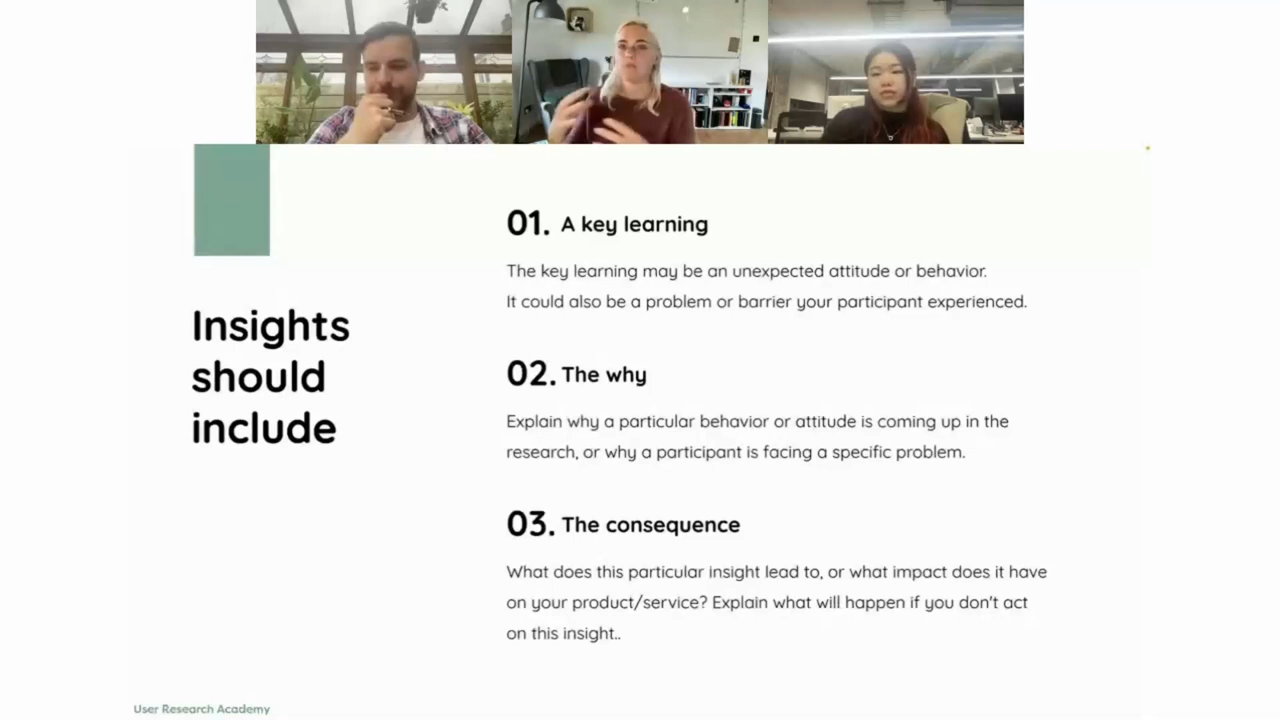 Insights
should
include
01. A key learning
The key learning may be an unexpected attitude or behavior.
It could also be a problem or barrier your participant experienced.
02. The why
Explain why a particular behavior or attitude is coming up in the
research, or why a participant is facing a specific problem.
03. The consequence
What does this particular insight lead to, or what impact does it have
on your product/service? Explain what will happen if you don't act
on this insight..
User Research Academy